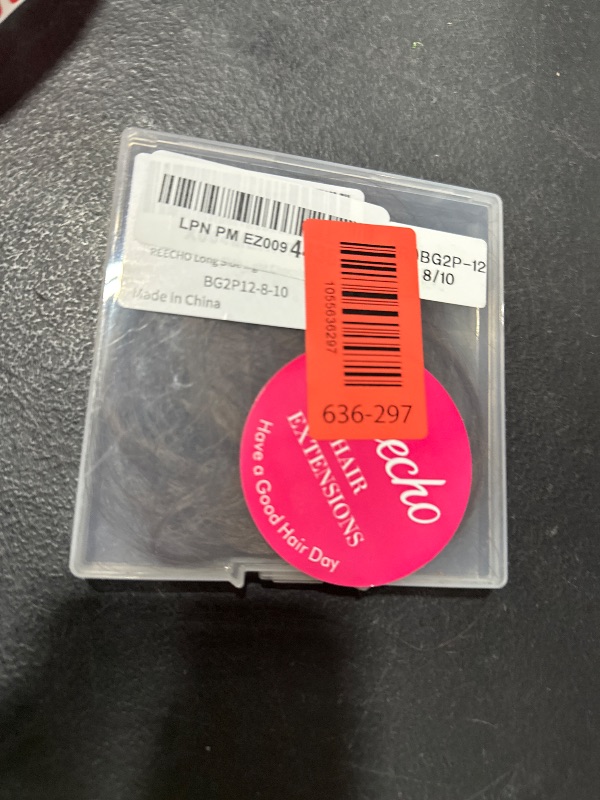 LPN PM EZ009 4
REECHO Long Side
BG2P12-8-10
Made in China
BG2P-12
8/10
1055636297
636-297
echo
HAIR
EXTENSIONS
Have a Good Hair Day